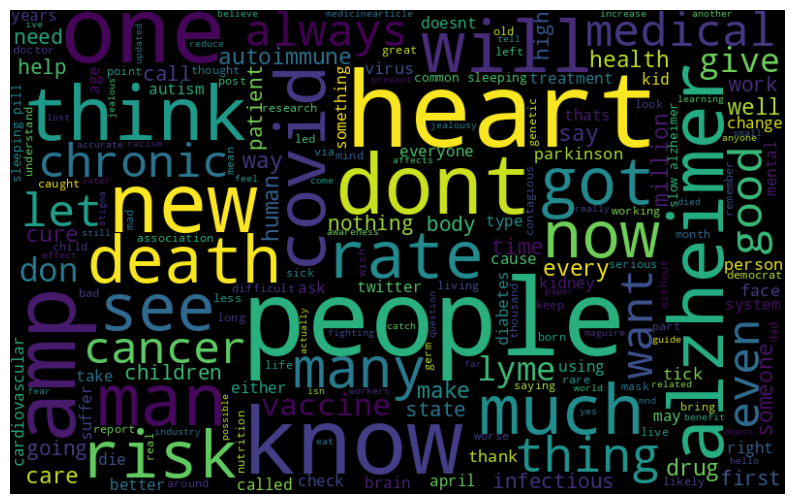 years
one
always
believe
ive
medicinearticle
doesnt
will
old
tell
left
increase
another
medical
need
doctor
updated
reduce
great
high
give
help
call
autoimmune
virus
common sleeping
treatment
health
kid
age
point
thought
post
jealous
autism
patient
covid
something
prevent
thats
look
learning
work
think
sleeping pill
understand
lost
research
heart
genetic
say
million
well
change
small
anyone
mental
accurate
racism
led
jealousy
everyone
parkinson
slow alzheimer
alzheimer
chronic
mean
way
via
mind
affects
dont
contagious
got
remember
good
caught
later
feel
human
come
nothing
body
type
really
working
died
month
new
let
stigma
mad
awareness
time
now
cure
child
still
association
wish
cause
serious
without
person
democrat
don
effect
death
sick
rate
every
kidney
face
system
bad
less
difficult
ask
twitter
living
diabetes
thousand
keep
paper
want
see
long
actually
fighting
catch
question
maguire
part
guide
dad
people
germ
born
amp
cancer
life
far
fear
take
children
either
isn
many
lyme
using
rare
tick
related
even
someone
cardiovascular
suffer
man
workers
make
saying
world
mask
may
bring
benefit
report
possible
vaccine
state
much
yes
mnd
live
right
doesn
going
real
industry
nutrition
know
eat
worse
thank
thing
drug
hello
first
care
die
risk
better
around
called
check
brain
april
infectious
likely